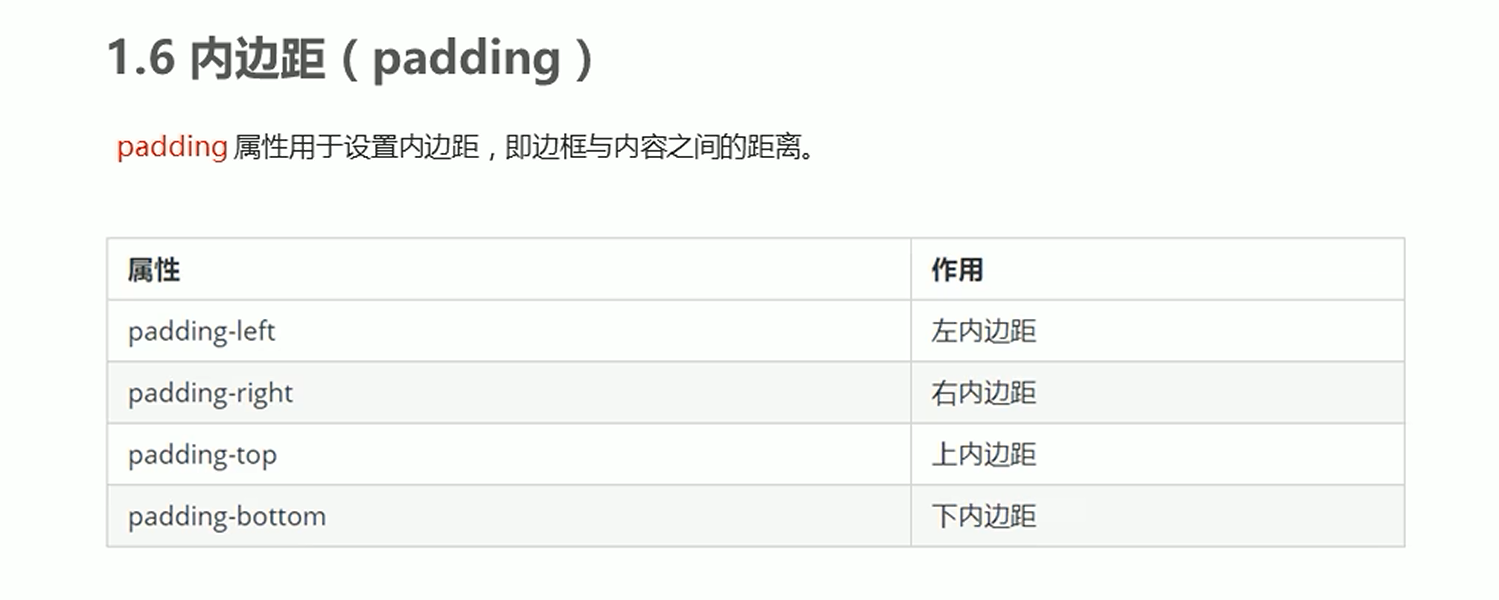 1.6 内边距（padding）
padding 属性用于设置内边距，即边框与内容之间的距离。
属性 作用
padding-left 左内边距
padding-right 右内边距
padding-top 上内边距
padding-bottom 下内边距